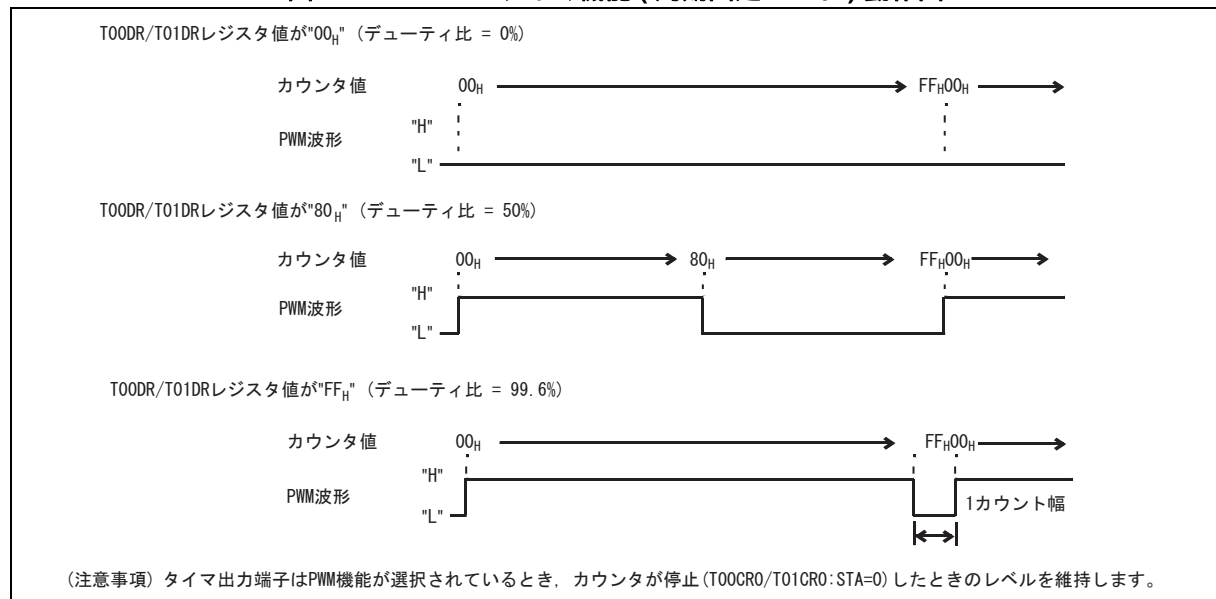 T00DR/T01DRレジスタ値が"00H" (デューティ比 = 0%)
カウンタ値 00H FFH00H
PWM波形 "H"
"L"
T00DR/T01DRレジスタ値が"80H" (デューティ比 = 50%)
カウンタ値 00H 80H FFH00H
PWM波形 "H"
"L"
T00DR/T01DRレジスタ値が"FFH" (デューティ比 = 99.6%)
カウンタ値 00H FFH00H
PWM波形 "H"
"L" 1カウント幅
(注意事項) タイマ出力端子はPWM機能が選択されているとき, カウンタが停止(T00CR0/T01CR0:STA=0)したときのレベルを維持します。